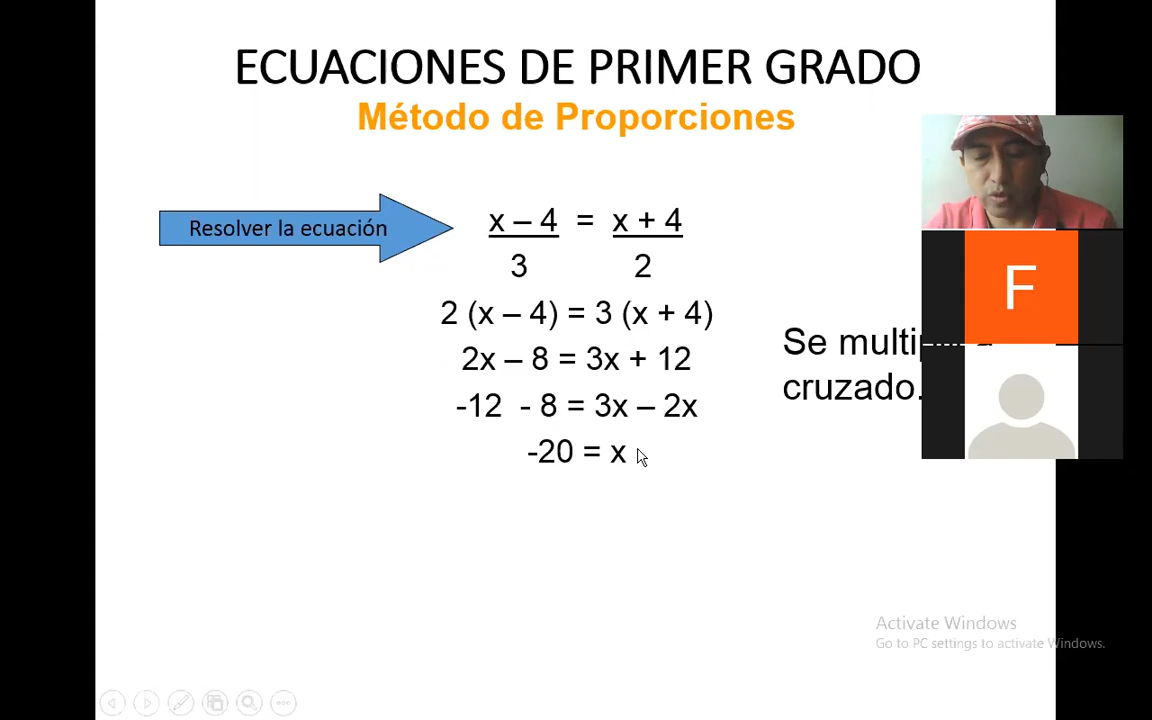 ECUACIONES DE PRIMER GRADO
Método de Proporciones
Resolver la ecuación
x – 4 = x + 4
3 2
2 (x – 4) = 3 (x + 4)
2x – 8 = 3x + 12
-12 - 8 = 3x – 2x
-20 = x
Se
cruzado.
F
Activate Windows
Go to PC settings to activate Windows.